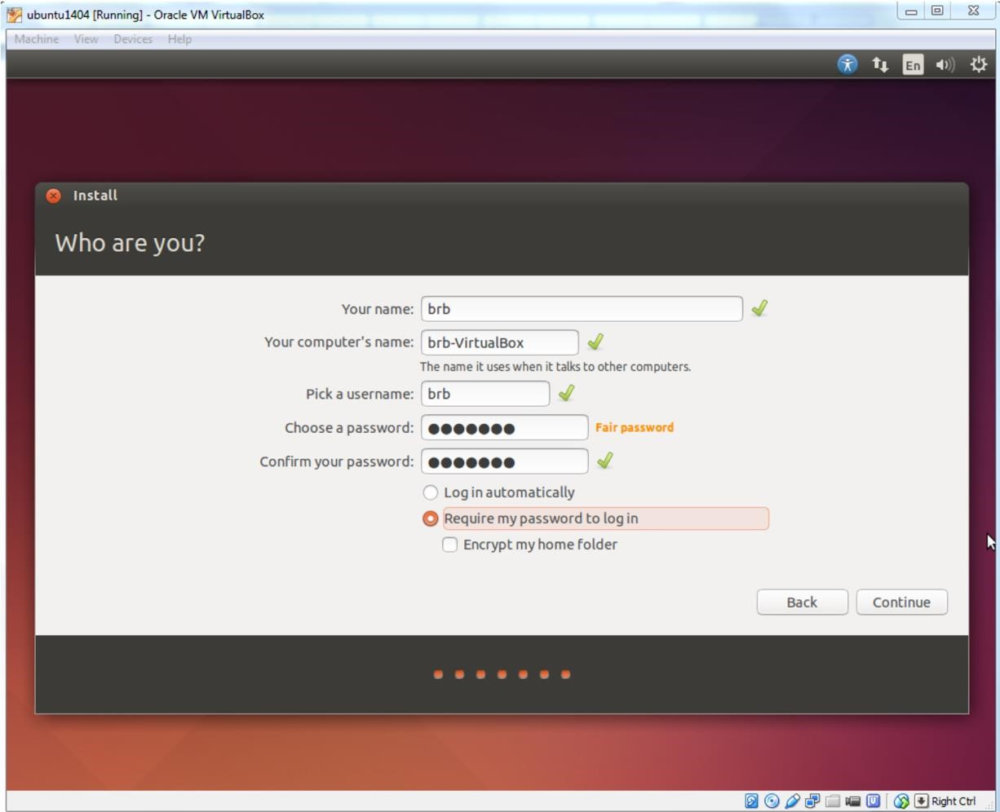 ubuntu1404 [Running] - Oracle VM VirtualBox
Machine View Devices Help
En
Install
Who are you?
Your name: brb
Your computer's name: brb-VirtualBox
The name it uses when it talks to other computers.
Pick a username: brb
Choose a password: ●●●●●●● Fair password
Confirm your password: ●●●●●●●
Log in automatically
Require my password to log in
Encrypt my home folder
Back Continue
Right Ctrl